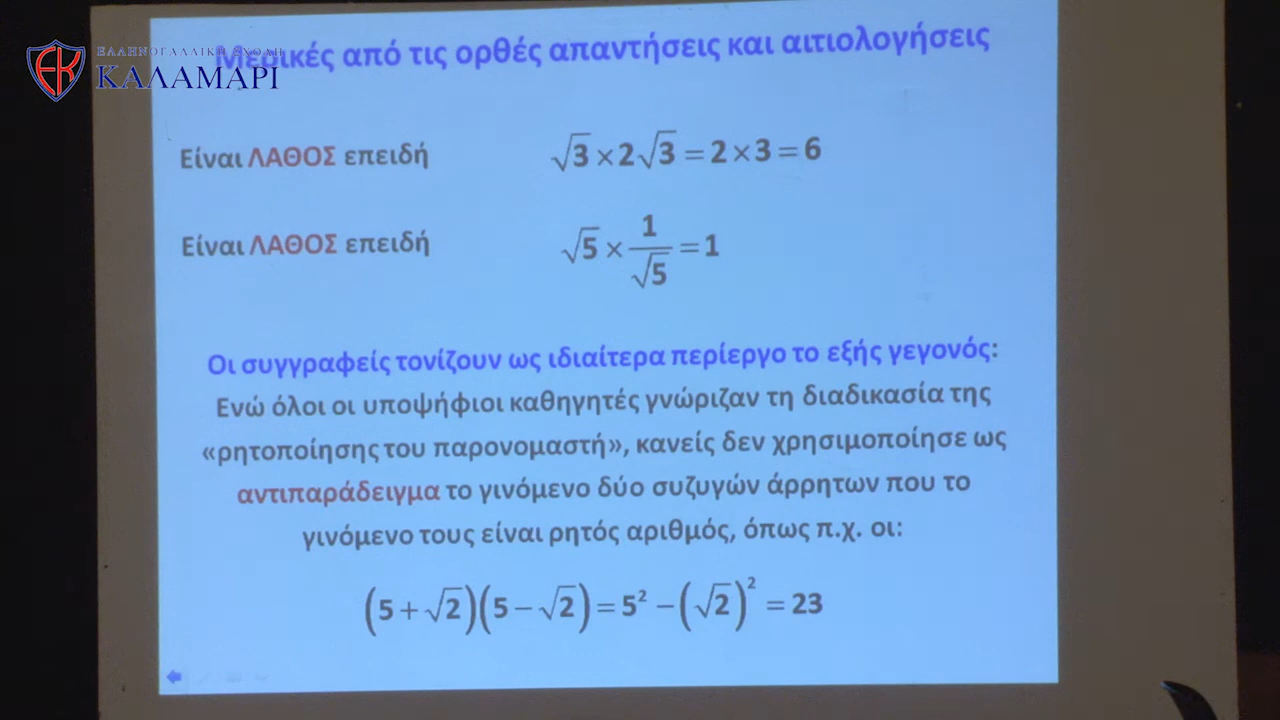 ΕΛΛΗΝΟΓΑΛΛΙΚΗ ΣΧΟΛΗ
ΚΑΛΑΜΑΡΙ
Μερικές από τις ορθές απαντήσεις και αιτιολογήσεις
Είναι ΛΑΘΟΣ επειδή √3 × 2√3 = 2 × 3 = 6
Είναι ΛΑΘΟΣ επειδή √5 × 1/√5 = 1
Οι συγγραφείς τονίζουν ως ιδιαίτερα περίεργο το εξής γεγονός:
Ενώ όλοι οι υποψήφιοι καθηγητές γνώριζαν τη διαδικασία της
«ρητοποίησης του παρονομαστή», κανείς δεν χρησιμοποίησε ως
αντιπαράδειγμα το γινόμενο δύο συζυγών άρρητων που το
γινόμενο τους είναι ρητός αριθμός, όπως π.χ. οι:
(5 + √2)(5 − √2) = 5² − (√2)² = 23